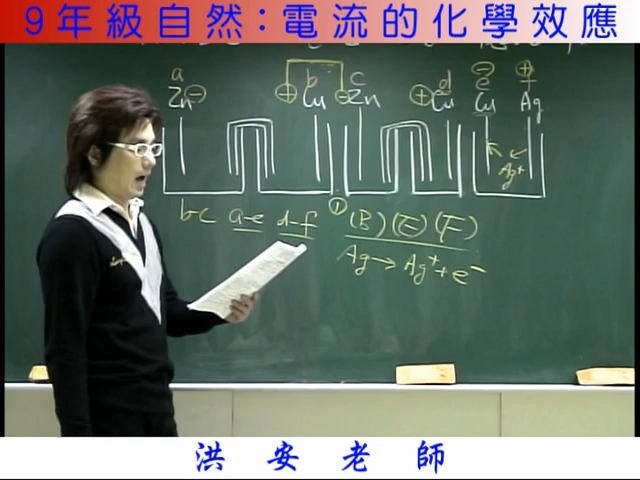 9年級自然:電流的化學效應
a b c d e
Zn ⊖ ⊕ Cu ⊖ Zn ⊕ Cu ⊖ Cu ⊕ Ag
Ag⁺
bc a-e d-f ① (B) (E) (F)
Ag → Ag⁺ + e⁻
洪安老師